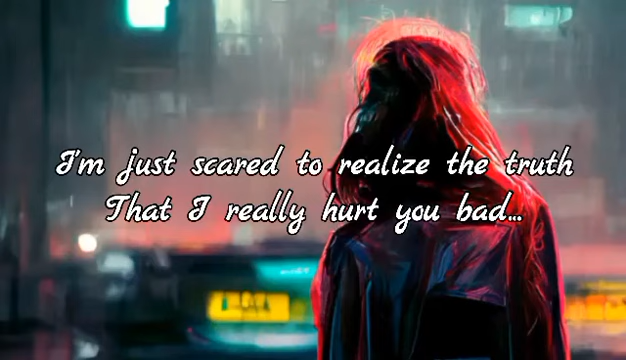 I'm just scared to realize the truth
That I really hurt you bad...